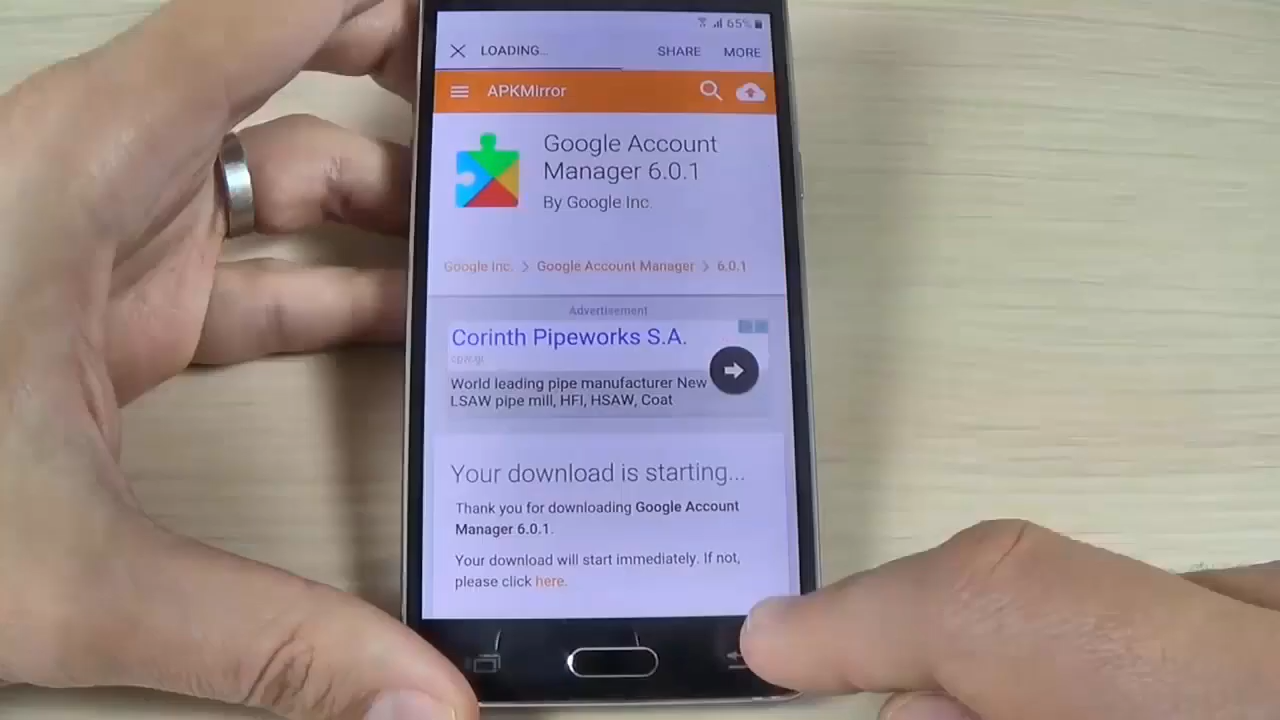 65%
LOADING...
SHARE
MORE
APKMirror
Google Account
Manager 6.0.1
By Google Inc.
Google Inc. > Google Account Manager > 6.0.1
Advertisement
Corinth Pipeworks S.A.
cpw.gr
World leading pipe manufacturer New
LSAW pipe mill, HFI, HSAW, Coat
Your download is starting...
Thank you for downloading Google Account
Manager 6.0.1.
Your download will start immediately. If not,
please click here.